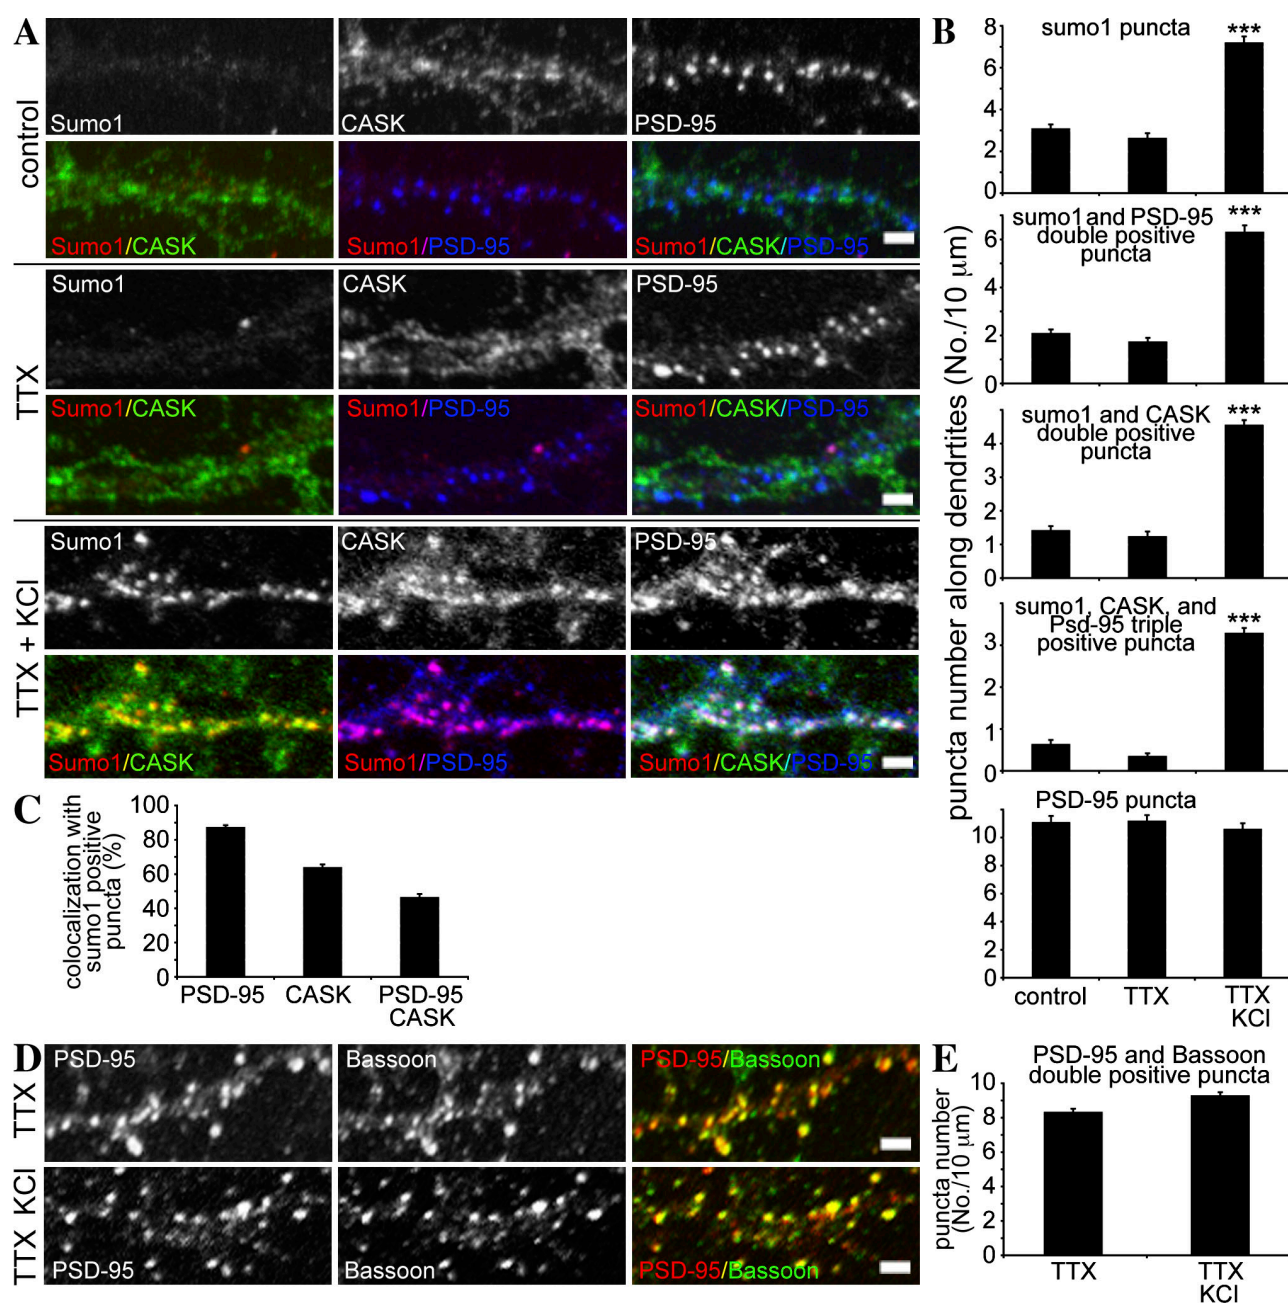 A
control
Sumo1
CASK
PSD-95
Sumo1/CASK
Sumo1/PSD-95
Sumo1/CASK/PSD-95
TTX
Sumo1
CASK
PSD-95
Sumo1/CASK
Sumo1/PSD-95
Sumo1/CASK/PSD-95
TTX + KCl
Sumo1
CASK
PSD-95
Sumo1/CASK
Sumo1/PSD-95
Sumo1/CASK/PSD-95
B
puncta number along dendrtites (No./10 μm)
sumo1 puncta
***
8
6
4
2
0
sumo1 and PSD-95
double positive
puncta
***
6
4
2
0
sumo1 and CASK
double positive
puncta
***
4
3
2
1
0
sumo1, CASK, and
Psd-95 triple
positive puncta
***
3
2
1
0
PSD-95 puncta
10
8
6
4
2
0
control
TTX
TTX
KCl
C
colocalization with
sumo1 positive
puncta (%)
100
80
60
40
20
0
PSD-95
CASK
PSD-95
CASK
D
TTX
PSD-95
Bassoon
PSD-95/Bassoon
TTX KCl
PSD-95
Bassoon
PSD-95/Bassoon
E
PSD-95 and Bassoon
double positive puncta
puncta number
(No./10 μm)
10
8
6
4
2
0
TTX
TTX
KCl